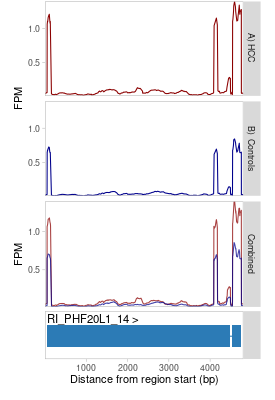 1.0
0.5
FPM
A) HCC
1.0
0.5
B) Controls
1.0
0.5
FPM
Combined
RI_PHF20L1_14 >
1000 2000 3000 4000
Distance from region start (bp)